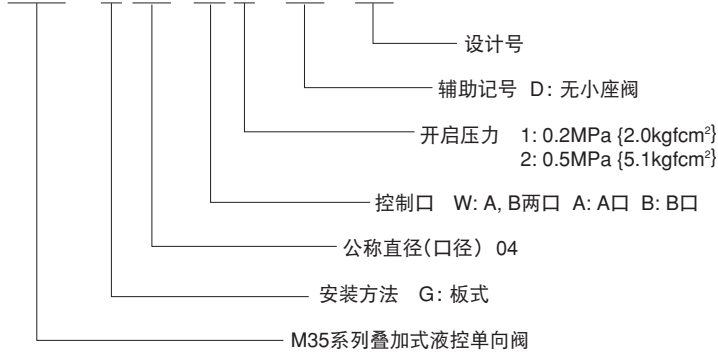 设计号
辅助记号 D: 无小座阀
开启压力 1: 0.2MPa {2.0kgfcm²}
2: 0.5MPa {5.1kgfcm²}
控制口 W: A, B两口 A: A口 B: B口
公称直径(口径) 04
安装方法 G: 板式
M35系列叠加式液控单向阀